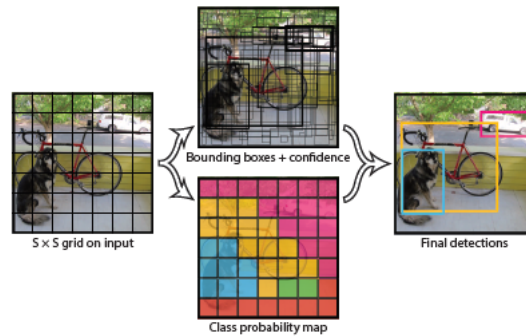 Bounding boxes + confidence
S × S grid on input
Final detections
Class probability map